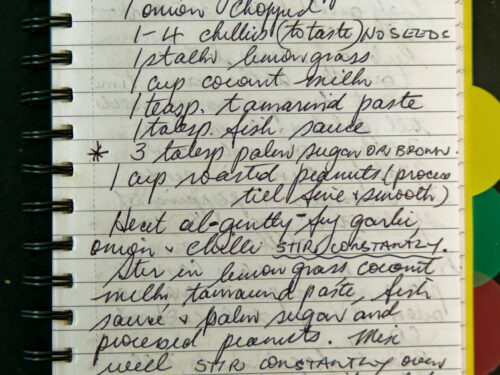 1 onion chopped.
1-4 chillies (to taste) NO SEEDS
1 stalk lemongrass
1 cup coconut milk
1 teasp. tamarind paste
1 tabesp. fish sauce
* 3 tabesp palm sugar OR BROWN.
1 cup roasted peanuts (process
till fine & smooth)
Heat oil-gently-fry garlic,
onion & chilli STIR CONSTANTLY.
Stir in lemongrass coconut
milk, tamarind paste, fish
sauce & palm sugar and
processed peanuts. Mix
well STIR CONSTANTLY over